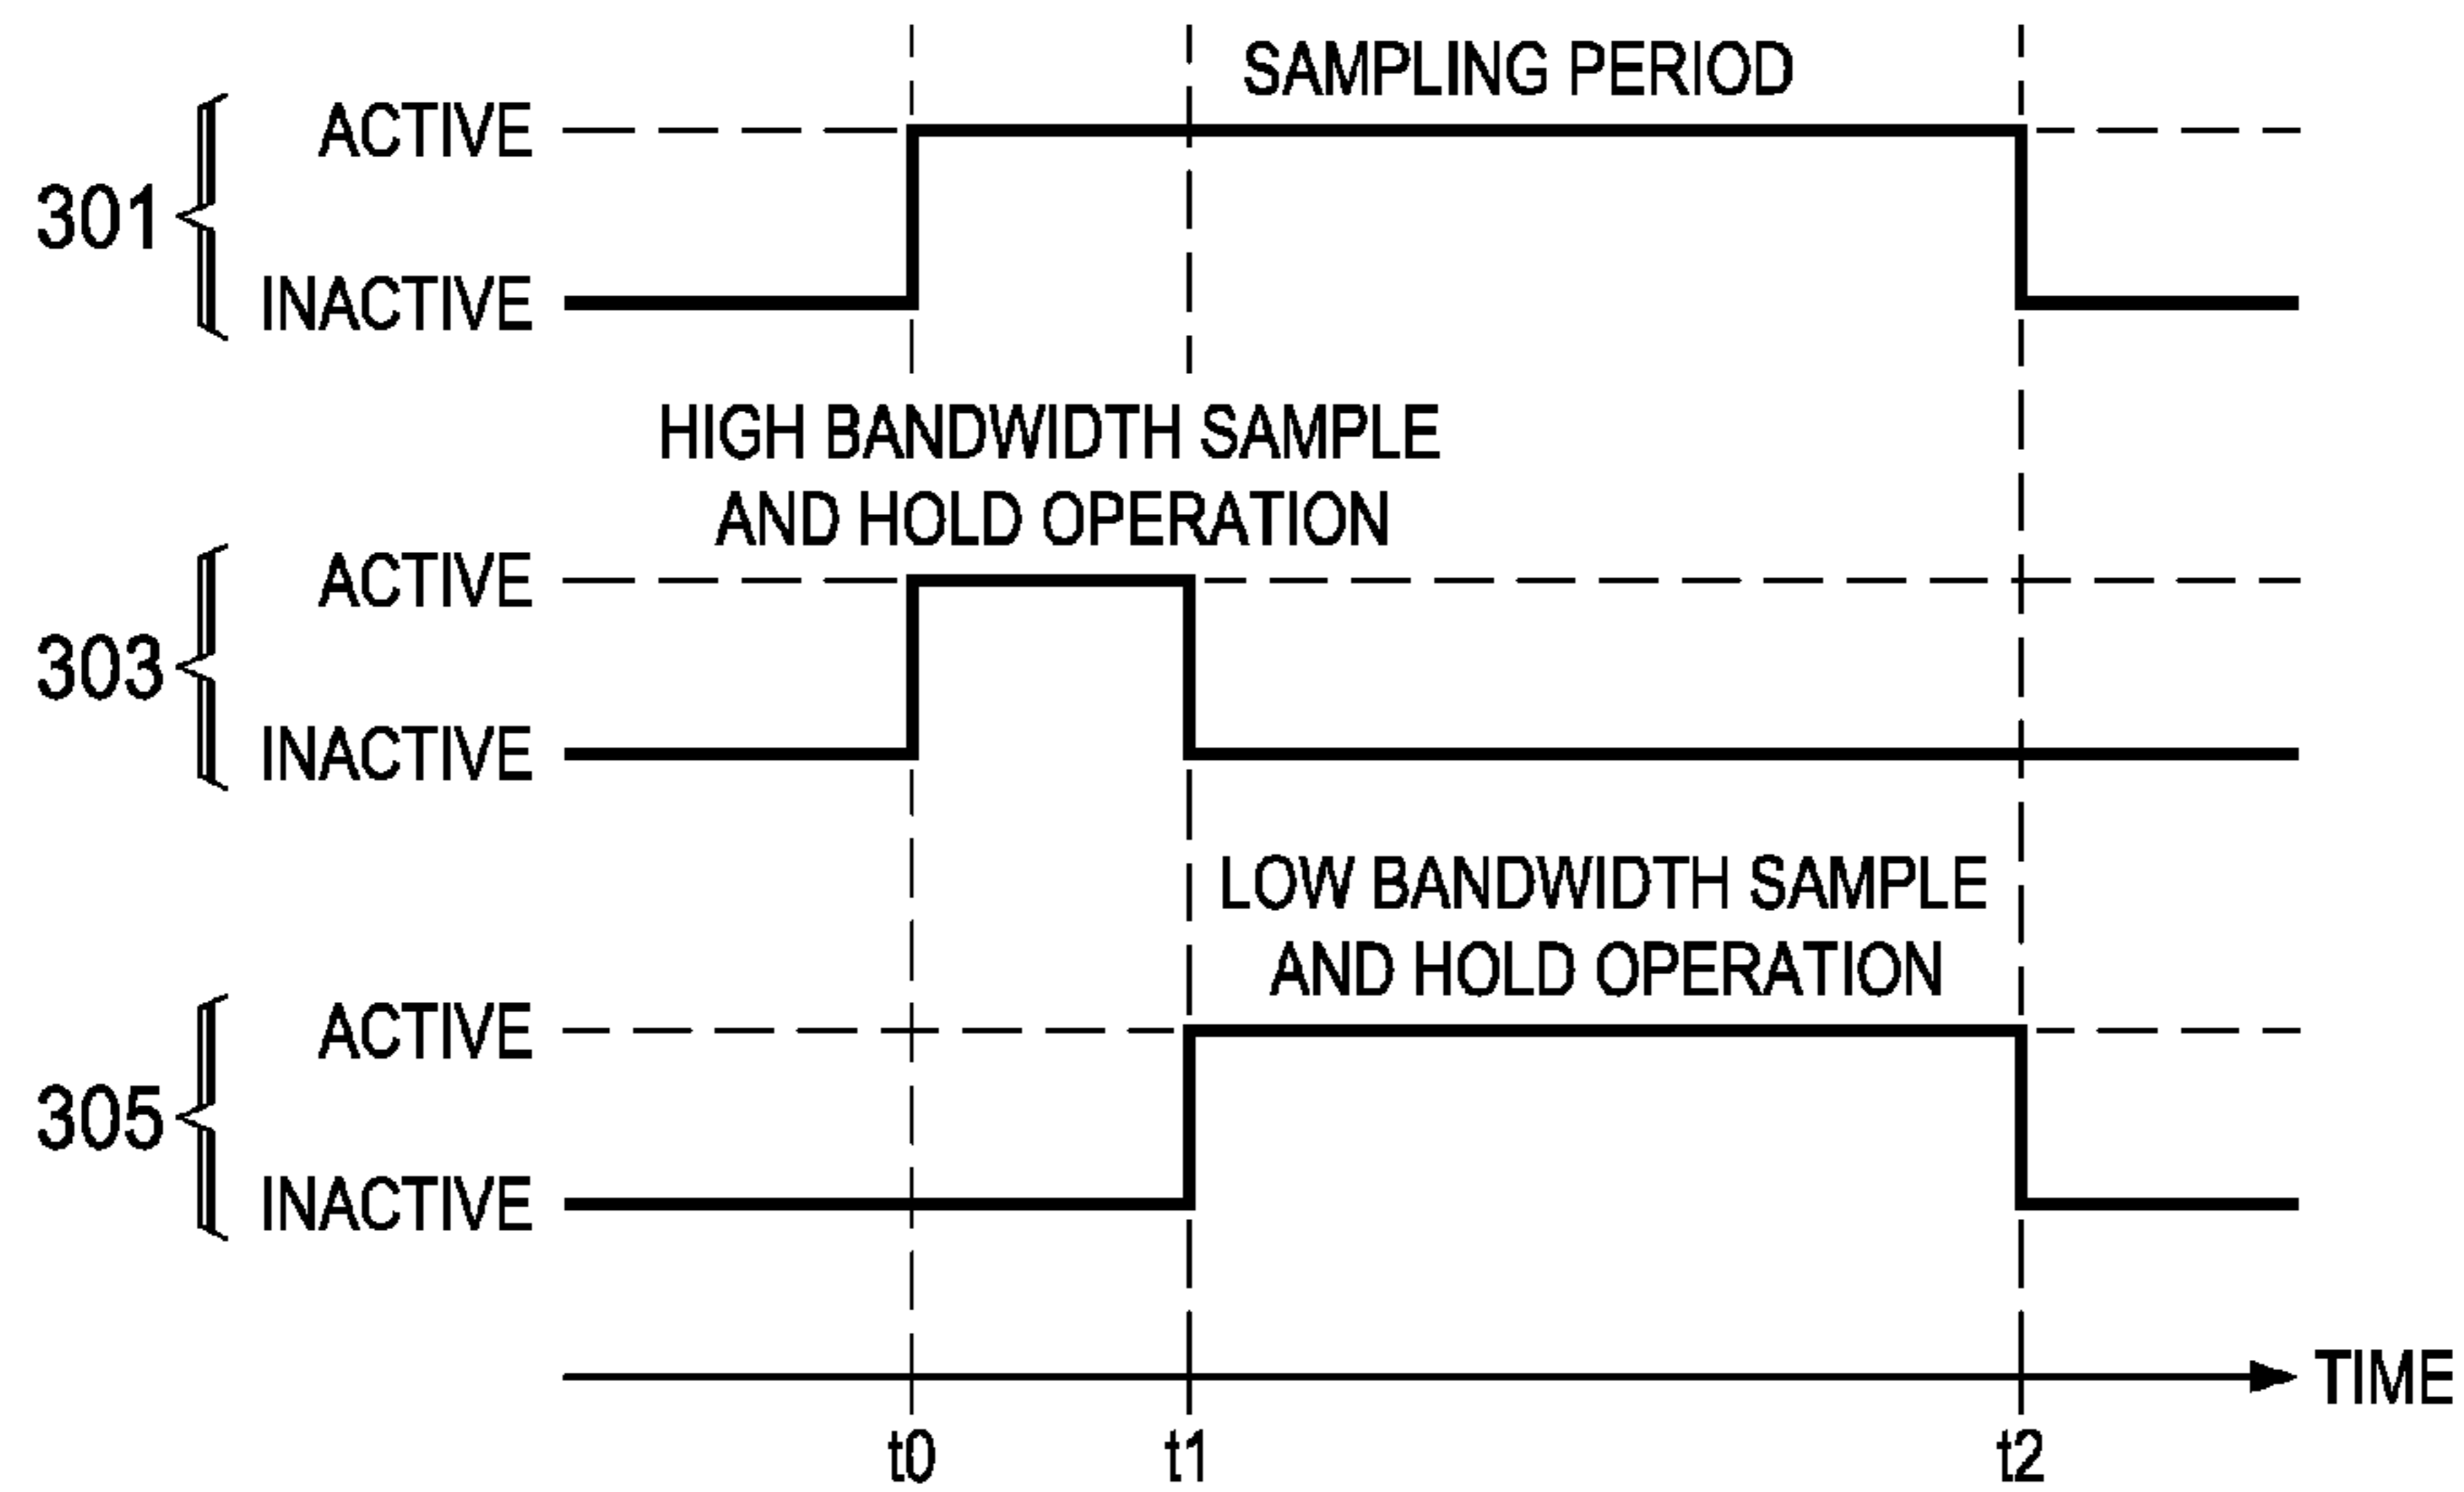 SAMPLING PERIOD
ACTIVE
301
INACTIVE
HIGH BANDWIDTH SAMPLE
AND HOLD OPERATION
ACTIVE
303
INACTIVE
LOW BANDWIDTH SAMPLE
AND HOLD OPERATION
ACTIVE
305
INACTIVE
TIME
t0 t1 t2